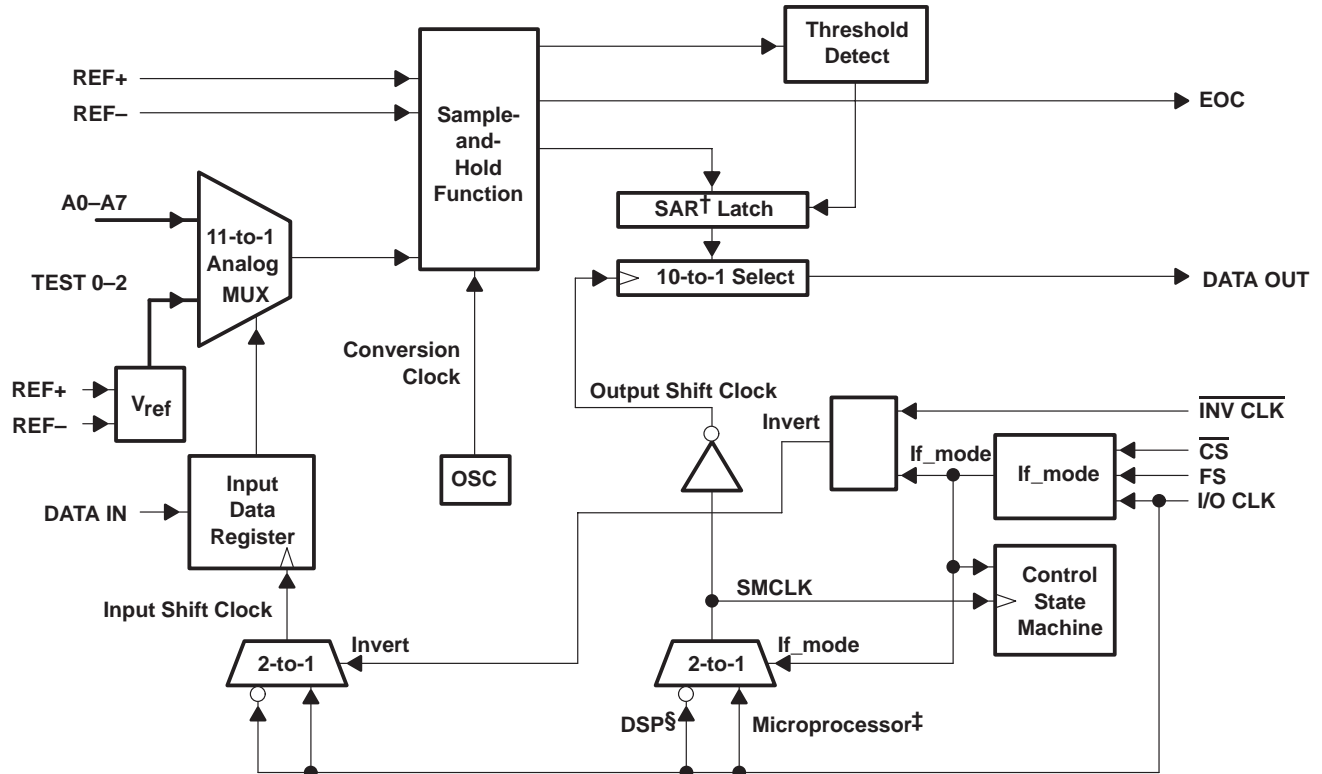 Threshold
Detect
REF+
REF–
Sample-
and-
Hold
Function
EOC
A0–A7
SAR† Latch
11-to-1
Analog
MUX
TEST 0–2
10-to-1 Select
DATA OUT
Conversion
Clock
REF+
REF–
Vref
Output Shift Clock
INV CLK
Invert
CS
If_mode
FS
I/O CLK
If_mode
OSC
Input
Data
Register
DATA IN
Control
State
Machine
SMCLK
Input Shift Clock
Invert
2-to-1
If_mode
2-to-1
DSP§
Microprocessor‡